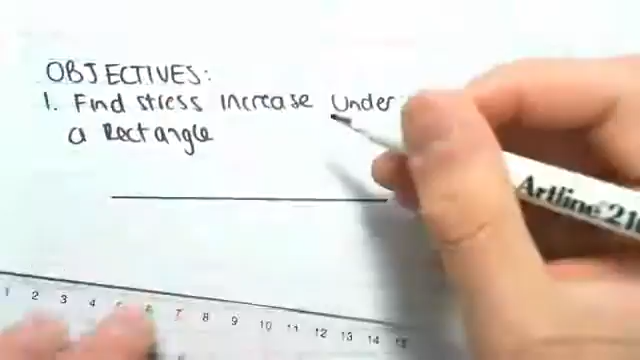 OBJECTIVES:
1. Find stress increase under
a Rectangle
Artline 21
1 2 3 4 5 6 7 8 9 10 11 12 13 14 15